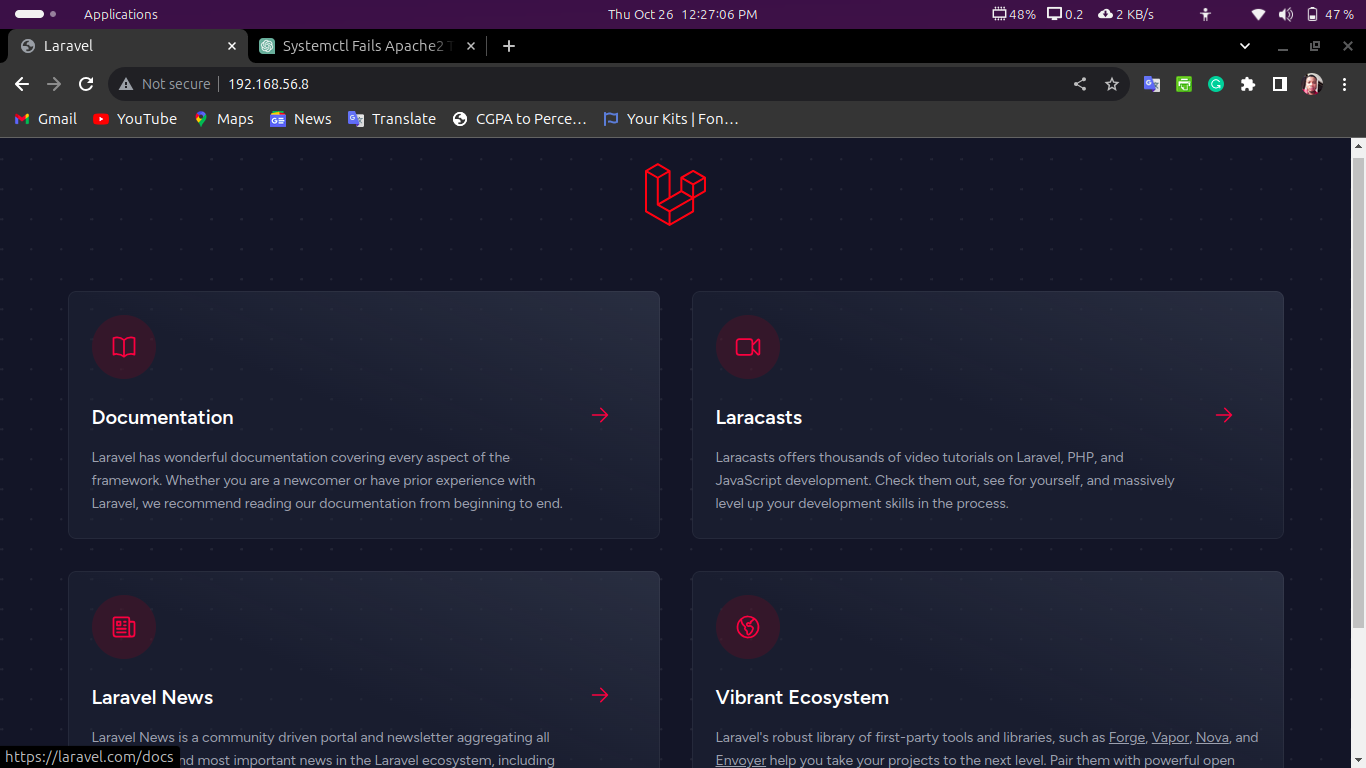 Applications
Thu Oct 26 12:27:06 PM
48% 0.2 2 KB/s 47 %
Laravel
Systemctl Fails Apache2
Not secure 192.168.56.8
Gmail YouTube Maps News Translate CGPA to Perce… Your Kits | Fon…
Documentation
Laravel has wonderful documentation covering every aspect of the
framework. Whether you are a newcomer or have prior experience with
Laravel, we recommend reading our documentation from beginning to end.
Laracasts
Laracasts offers thousands of video tutorials on Laravel, PHP, and
JavaScript development. Check them out, see for yourself, and massively
level up your development skills in the process.
Laravel News
Laravel News is a community driven portal and newsletter aggregating all
nd most important news in the Laravel ecosystem, including
Vibrant Ecosystem
Laravel's robust library of first-party tools and libraries, such as Forge, Vapor, Nova, and
Envoyer help you take your projects to the next level. Pair them with powerful open
https://laravel.com/docs